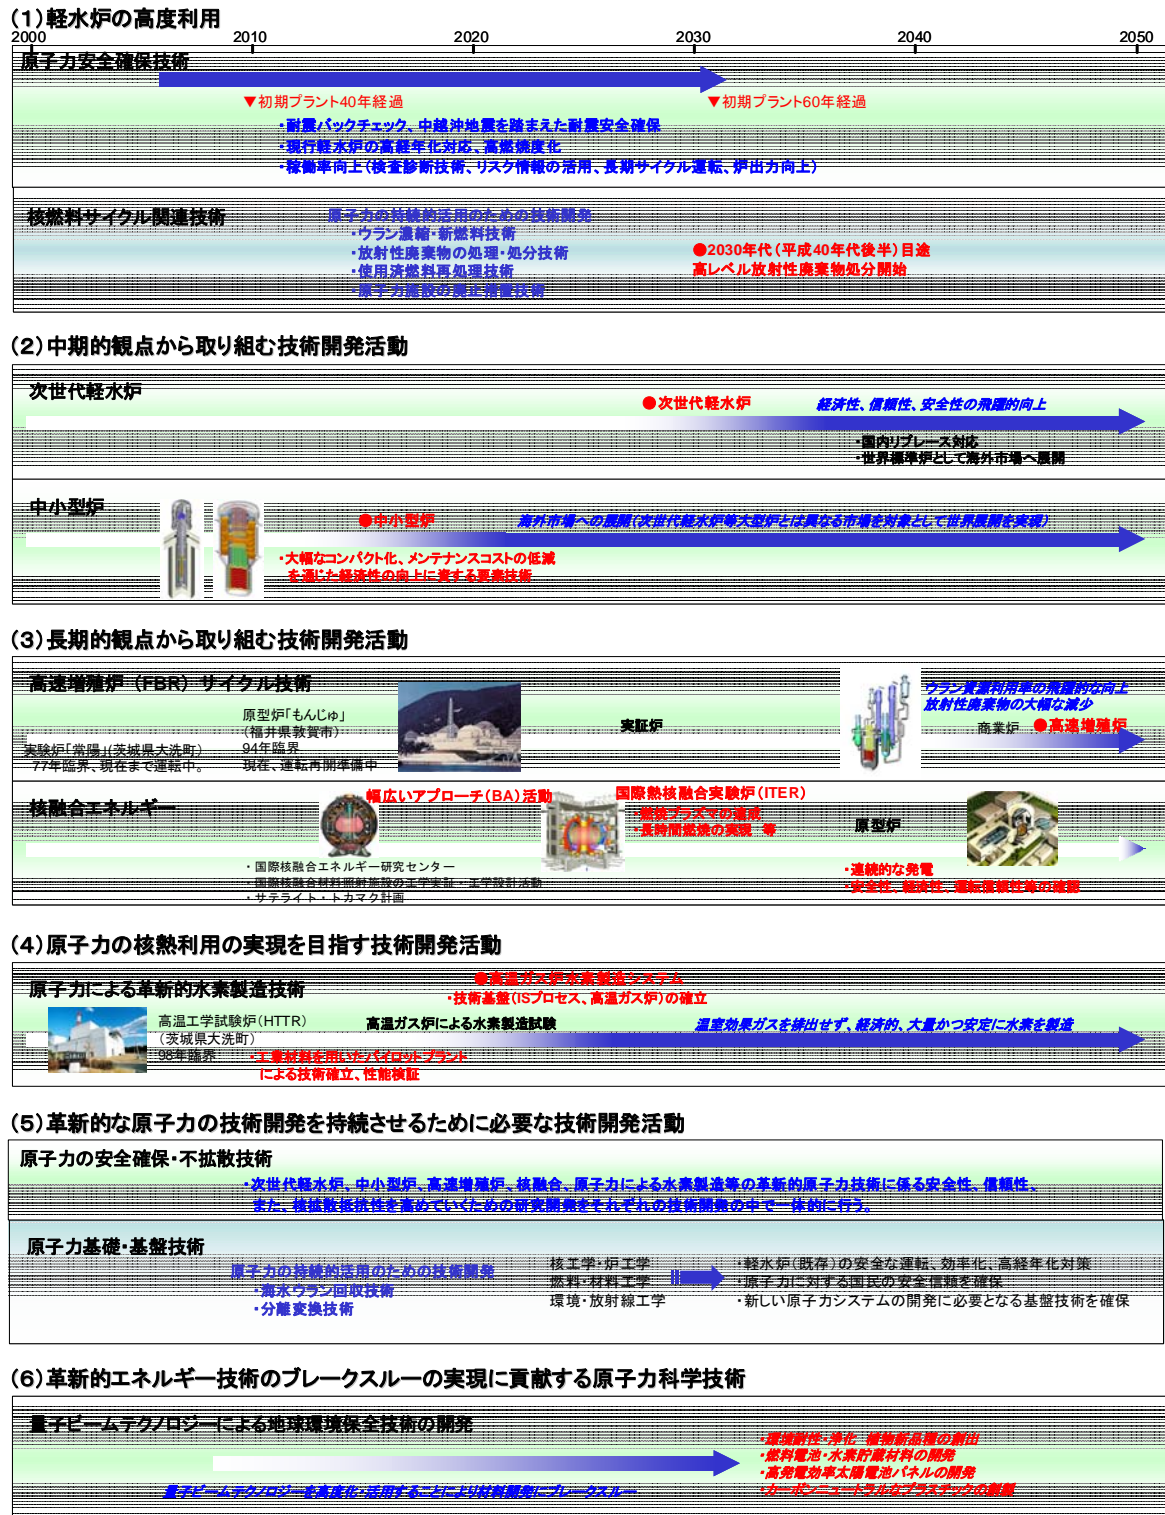 (1)軽水炉の高度利用
2000 2010 2020 2030 2040 2050
原子力安全確保技術
▼初期プラント40年経過 ▼初期プラント60年経過
・耐震バックチェック、中越沖地震を踏まえた耐震安全確保
・現行軽水炉の高経年化対応、高燃焼度化
・稼働率向上(検査診断技術、リスク情報の活用、長期サイクル運転、炉出力向上)
核燃料サイクル関連技術
原子力の持続的活用のための技術開発
・ウラン濃縮・新燃料技術
・放射性廃棄物の処理・処分技術
・使用済燃料再処理技術
・原子力施設の廃止措置技術
●2030年代(平成40年代後半)目途
高レベル放射性廃棄物処分開始
(2)中期的観点から取り組む技術開発活動
次世代軽水炉
●次世代軽水炉 経済性、信頼性、安全性の飛躍的向上
・国内リプレース対応
・世界標準炉として海外市場へ展開
中小型炉
●中小型炉 海外市場への展開(次世代軽水炉等大型炉とは異なる市場を対象として世界展開を実現)
・大幅なコンパクト化、メンテナンスコストの低減
を通じた経済性の向上に資する要素技術
(3)長期的観点から取り組む技術開発活動
高速増殖炉(FBR)サイクル技術
実験炉「常陽」(茨城県大洗町)
77年臨界、現在まで運転中。
原型炉「もんじゅ」
(福井県敦賀市)
94年臨界
現在、運転再開準備中
実証炉
ウラン資源利用率の飛躍的な向上
放射性廃棄物の大幅な減少
商業炉 ●高速増殖炉
核融合エネルギー
幅広いアプローチ(BA)活動
・国際核融合エネルギー研究センター
・国際核融合材料照射施設の工学実証・工学設計活動
・サテライト・トカマク計画
国際熱核融合実験炉(ITER)
・燃焼プラズマの達成
・長時間燃焼の実現 等
原型炉
・連続的な発電
・安全性、経済性、運転信頼性等の確認
(4)原子力の核熱利用の実現を目指す技術開発活動
原子力による革新的水素製造技術
●高温ガス炉水素製造システム
・技術基盤(ISプロセス、高温ガス炉)の確立
高温工学試験炉(HTTR)
(茨城県大洗町)
98年臨界
高温ガス炉による水素製造試験
温室効果ガスを排出せず、経済的、大量かつ安定に水素を製造
・工業材料を用いたパイロットプラント
による技術確立、性能検証
(5)革新的な原子力の技術開発を持続させるために必要な技術開発活動
原子力の安全確保・不拡散技術
・次世代軽水炉、中小型炉、高速増殖炉、核融合、原子力による水素製造等の革新的原子力技術に係る安全性、信頼性、
また、核拡散抵抗性を高めていくための研究開発をそれぞれの技術開発の中で一体的に行う。
原子力基礎・基盤技術
原子力の持続的活用のための技術開発
・海水ウラン回収技術
・分離変換技術
核工学・炉工学
燃料・材料工学
環境・放射線工学
・軽水炉(既存)の安全な運転、効率化、高経年化対策
・原子力に対する国民の安全信頼を確保
・新しい原子力システムの開発に必要となる基盤技術を確保
(6)革新的エネルギー技術のブレークスルーの実現に貢献する原子力科学技術
量子ビームテクノロジーによる地球環境保全技術の開発
量子ビームテクノロジーを高度化・活用することにより材料開発にブレークスルー
・環境耐性・浄化 植物新品種の創出
・燃料電池・水素貯蔵材料の開発
・高発電効率太陽電池パネルの開発
・カーボンニュートラルなプラスチックの創製